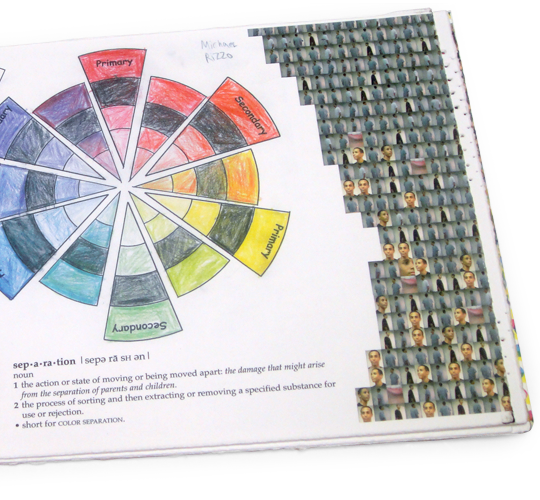 Michael
Rizzo
Primary
Secondary
Primary
Secondary
sep•a•ra•tion |sepə rā SH ən|
noun
1 the action or state of moving or being moved apart: the damage that might arise
from the separation of parents and children.
2 the process of sorting and then extracting or removing a specified substance for
use or rejection.
• short for COLOR SEPARATION.